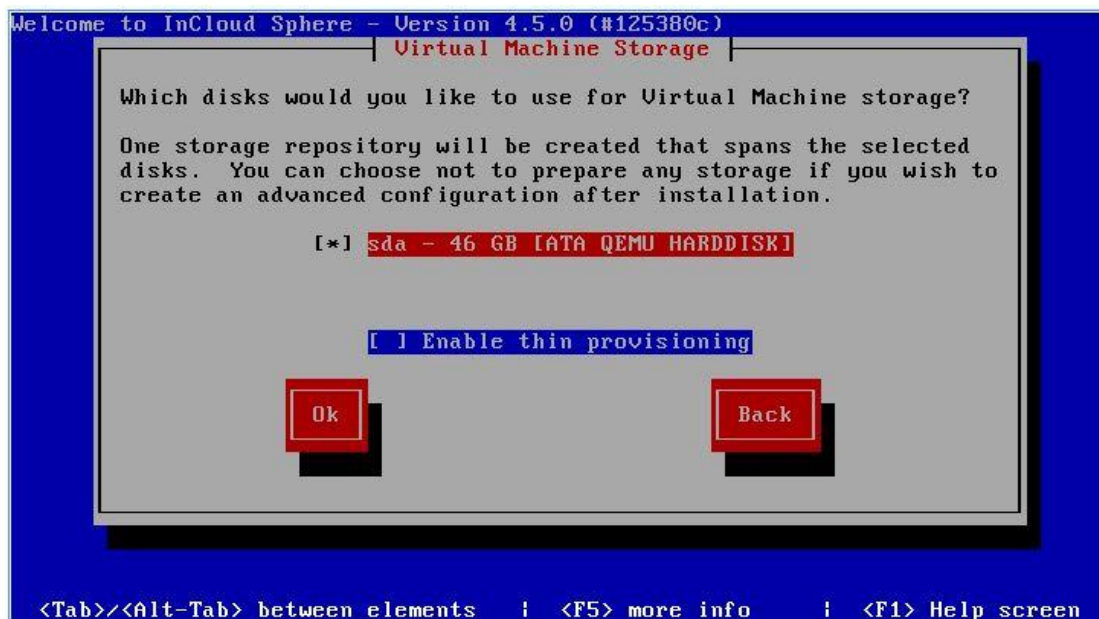 Welcome to InCloud Sphere - Version 4.5.0 (#125380c)
Virtual Machine Storage
Which disks would you like to use for Virtual Machine storage?
One storage repository will be created that spans the selected
disks.  You can choose not to prepare any storage if you wish to
create an advanced configuration after installation.
[*] sda - 46 GB [ATA QEMU HARDDISK]
[ ] Enable thin provisioning
Ok Back
<Tab>/<Alt-Tab> between elements | <F5> more info | <F1> Help screen